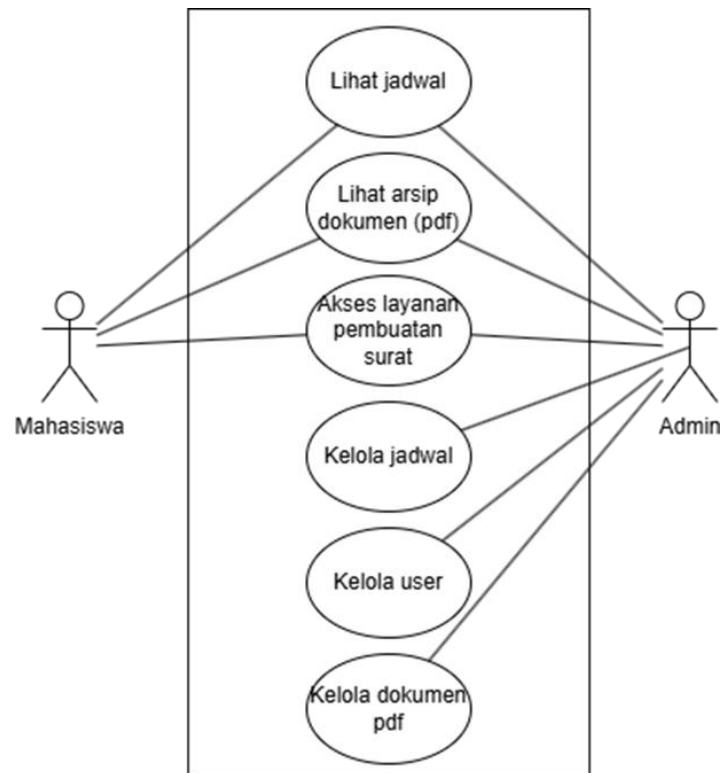 Lihat jadwal
Lihat arsip
dokumen (pdf)
Akses layanan
pembuatan
surat
Mahasiswa
Admin
Kelola jadwal
Kelola user
Kelola dokumen
pdf